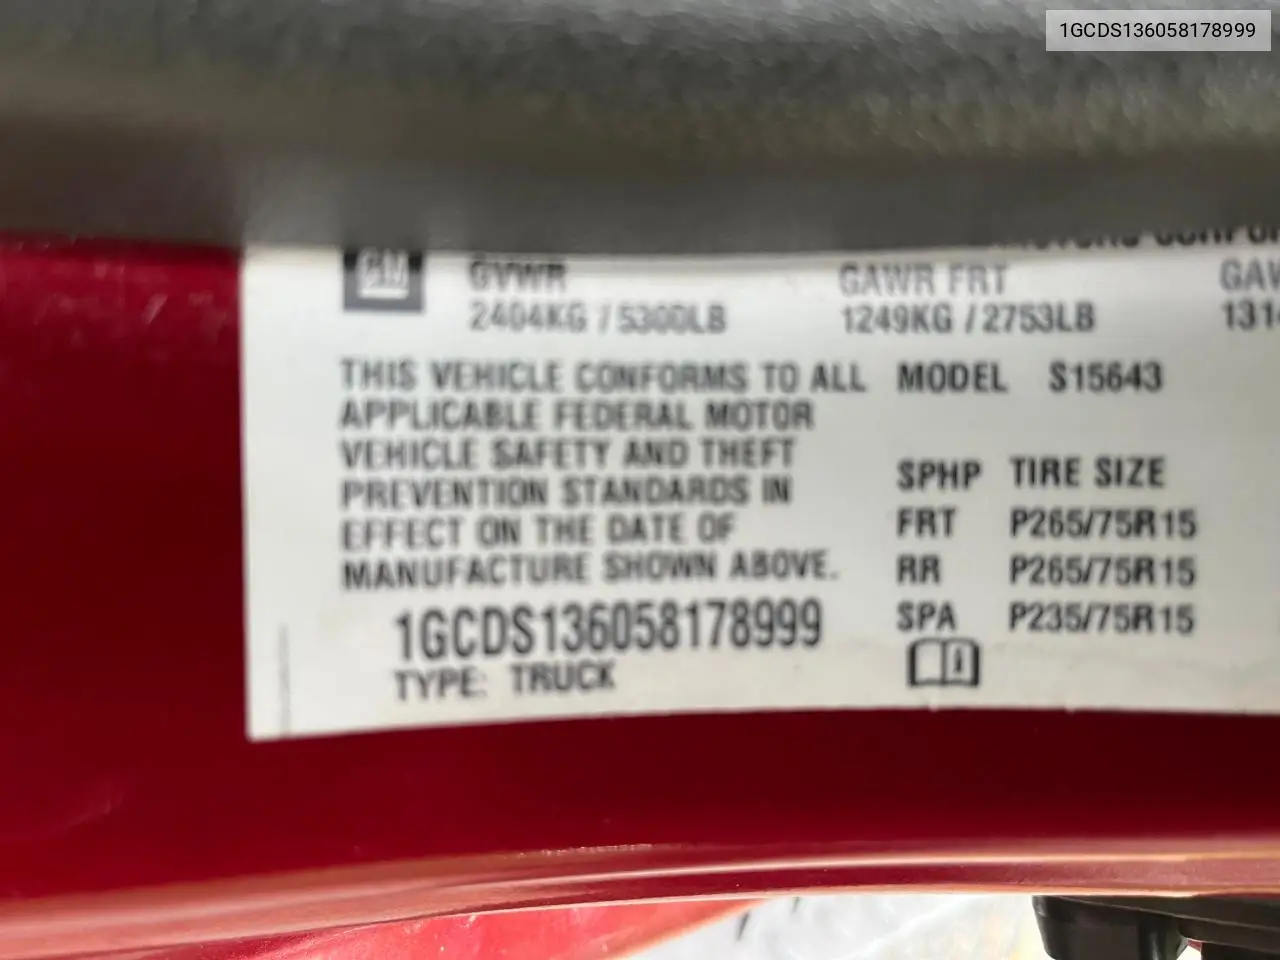 1GCDS136058178999
GM GVWR GAWR FRT GAW
2404KG / 5300LB 1249KG / 2753LB 131
THIS VEHICLE CONFORMS TO ALL MODEL S15643
APPLICABLE FEDERAL MOTOR
VEHICLE SAFETY AND THEFT SPHP TIRE SIZE
PREVENTION STANDARDS IN
EFFECT ON THE DATE OF FRT P265/75R15
MANUFACTURE SHOWN ABOVE. RR P265/75R15
1GCDS136058178999 SPA P235/75R15
TYPE: TRUCK